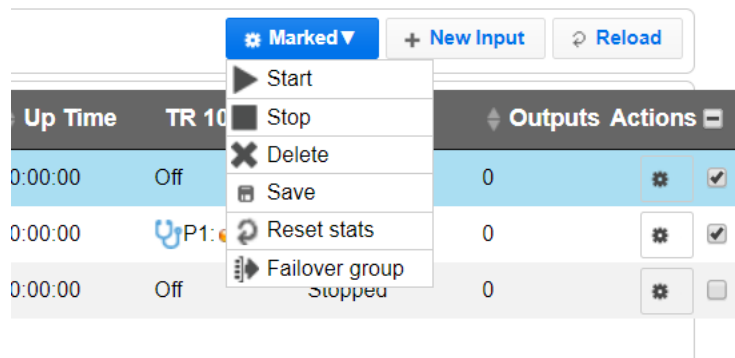 Marked▼ New Input Reload
Start
Up Time TR 10 Stop Outputs Actions
Delete
0:00:00 Off 0
Save
0:00:00 P1: Reset stats 0
Failover group
0:00:00 Off Stopped 0